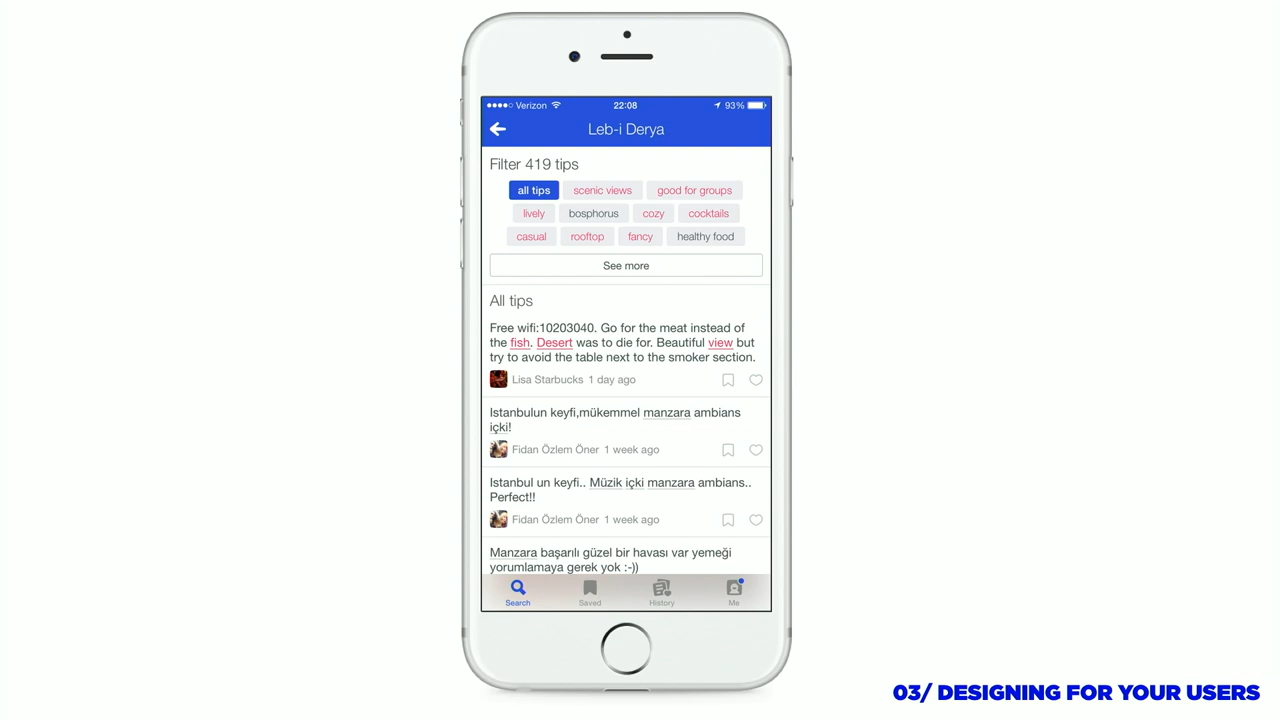 Verizon 22:08 93%
Leb-i Derya
Filter 419 tips
all tips scenic views good for groups
lively bosphorus cozy cocktails
casual rooftop fancy healthy food
See more
All tips
Free wifi:10203040. Go for the meat instead of
the fish. Desert was to die for. Beautiful view but
try to avoid the table next to the smoker section.
Lisa Starbucks 1 day ago
Istanbulun keyfi,mükemmel manzara ambians
içki!
Fidan Özlem Öner 1 week ago
Istanbul un keyfi.. Müzik içki manzara ambians..
Perfect!!
Fidan Özlem Öner 1 week ago
Manzara başarılı güzel bir havası var yemeği
yorumlamaya gerek yok :-))
Search Saved History Me
03/ DESIGNING FOR YOUR USERS